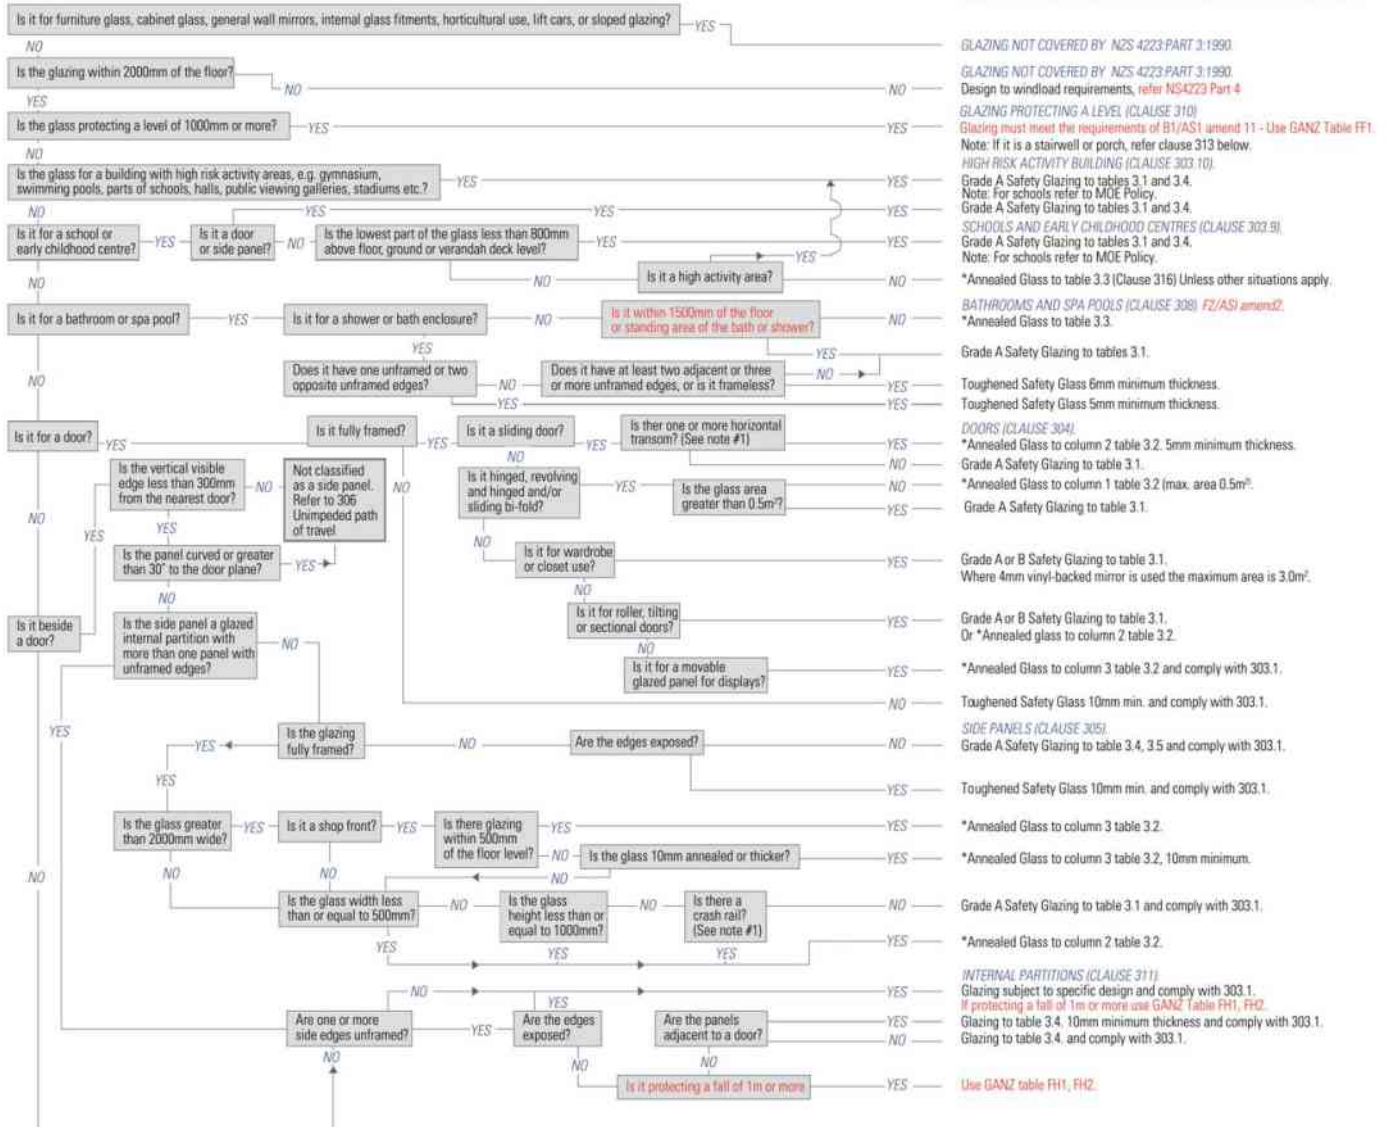 Is it for furniture glass, cabinet glass, general wall mirrors, internal glass fitments, horticultural use, lift cars, or sloped glazing?
YES
GLAZING NOT COVERED BY NZS 4223:PART 3:1990.
NO
Is the glazing within 2000mm of the floor?
NO
NO
GLAZING NOT COVERED BY NZS 4223:PART 3:1990.
Design to windload requirements, refer NS4223 Part 4
YES
Is the glass protecting a level of 1000mm or more?
YES
YES
GLAZING PROTECTING A LEVEL (CLAUSE 310)
Glazing must meet the requirements of B1/AS1 amend 11 - Use GANZ Table FF1.
Note: If it is a stairwell or porch, refer clause 313 below.
NO
Is the glass for a building with high risk activity areas, e.g. gymnasium,
swimming pools, parts of schools, halls, public viewing galleries, stadiums etc.?
YES
YES
HIGH RISK ACTIVITY BUILDING (CLAUSE 303.10).
Grade A Safety Glazing to tables 3.1 and 3.4.
Note: For schools refer to MOE Policy.
NO
YES
YES
YES
Grade A Safety Glazing to tables 3.1 and 3.4.
Is it for a school or
early childhood centre?
YES
Is it a door
or side panel?
NO
Is the lowest part of the glass less than 800mm
above floor, ground or verandah deck level?
YES
YES
SCHOOLS AND EARLY CHILDHOOD CENTRES (CLAUSE 303.9).
Grade A Safety Glazing to tables 3.1 and 3.4.
Note: For schools refer to MOE Policy.
YES
NO
NO
Is it a high activity area?
NO
*Annealed Glass to table 3.3 (Clause 316) Unless other situations apply.
Is it for a bathroom or spa pool?
YES
Is it for a shower or bath enclosure?
NO
Is it within 1500mm of the floor
or standing area of the bath or shower?
NO
BATHROOMS AND SPA POOLS (CLAUSE 308) F2/ASI amend2.
*Annealed Glass to table 3.3.
YES
YES
YES
Grade A Safety Glazing to tables 3.1.
NO
Does it have one unframed or two
opposite unframed edges?
NO
Does it have at least two adjacent or three
or more unframed edges, or is it frameless?
NO
YES
Toughened Safety Glass 6mm minimum thickness.
YES
YES
Toughened Safety Glass 5mm minimum thickness.
Is it for a door?
YES
Is it fully framed?
YES
Is it a sliding door?
YES
Is ther one or more horizontal
transom? (See note #1)
YES
DOORS (CLAUSE 304).
*Annealed Glass to column 2 table 3.2. 5mm minimum thickness.
NO
NO
Grade A Safety Glazing to table 3.1.
Is the vertical visible
edge less than 300mm
from the nearest door?
NO
Not classified
as a side panel.
Refer to 306
Unimpeded path
of travel
NO
Is it hinged, revolving
and hinged and/or
sliding bi-fold?
YES
Is the glass area
greater than 0.5m²?
NO
*Annealed Glass to column 1 table 3.2 (max. area 0.5m²).
YES
Grade A Safety Glazing to table 3.1.
NO
YES
YES
NO
Is the panel curved or greater
than 30° to the door plane?
YES
Is it for wardrobe
or closet use?
YES
Grade A or B Safety Glazing to table 3.1.
Where 4mm vinyl-backed mirror is used the maximum area is 3.0m².
NO
NO
Is it beside
a door?
Is the side panel a glazed
internal partition with
more than one panel with
unframed edges?
NO
Is it for roller, tilting
or sectional doors?
YES
Grade A or B Safety Glazing to table 3.1.
Or *Annealed glass to column 2 table 3.2.
NO
Is it for a movable
glazed panel for displays?
YES
*Annealed Glass to column 3 table 3.2 and comply with 303.1.
NO
Toughened Safety Glass 10mm min. and comply with 303.1.
YES
YES
Is the glazing
fully framed?
NO
Are the edges exposed?
NO
SIDE PANELS (CLAUSE 305).
Grade A Safety Glazing to table 3.4, 3.5 and comply with 303.1.
YES
YES
Toughened Safety Glass 10mm min. and comply with 303.1.
Is the glass greater
than 2000mm wide?
YES
Is it a shop front?
YES
Is there glazing
within 500mm
of the floor level?
YES
YES
*Annealed Glass to column 3 table 3.2.
NO
Is the glass 10mm annealed or thicker?
YES
*Annealed Glass to column 3 table 3.2, 10mm minimum.
NO
NO
NO
NO
Is the glass width less
than or equal to 500mm?
NO
Is the glass
height less than or
equal to 1000mm?
NO
Is there a
crash rail?
(See note #1)
NO
Grade A Safety Glazing to table 3.1 and comply with 303.1.
YES
YES
YES
YES
*Annealed Glass to column 2 table 3.2.
INTERNAL PARTITIONS (CLAUSE 311)
NO
YES
YES
Glazing subject to specific design and comply with 303.1.
If protecting a fall of 1m or more use GANZ Table FH1, FH2.
Are one or more
side edges unframed?
YES
Are the edges
exposed?
Are the panels
adjacent to a door?
YES
Glazing to table 3.4. 10mm minimum thickness and comply with 303.1.
NO
Glazing to table 3.4. and comply with 303.1.
NO
NO
NO
Is it protecting a fall of 1m or more
YES
Use GANZ table FH1, FH2.